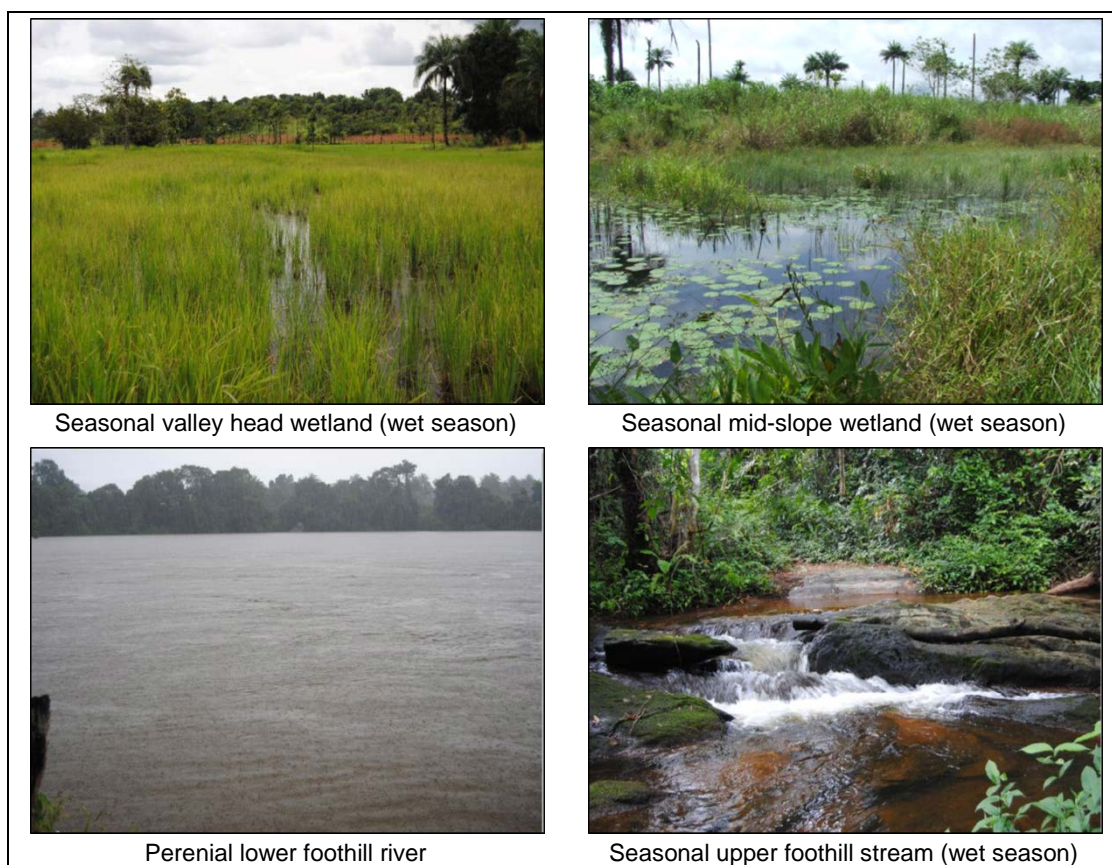 Seasonal valley head wetland (wet season)
Seasonal mid-slope wetland (wet season)
Perenial lower foothill river
Seasonal upper foothill stream (wet season)